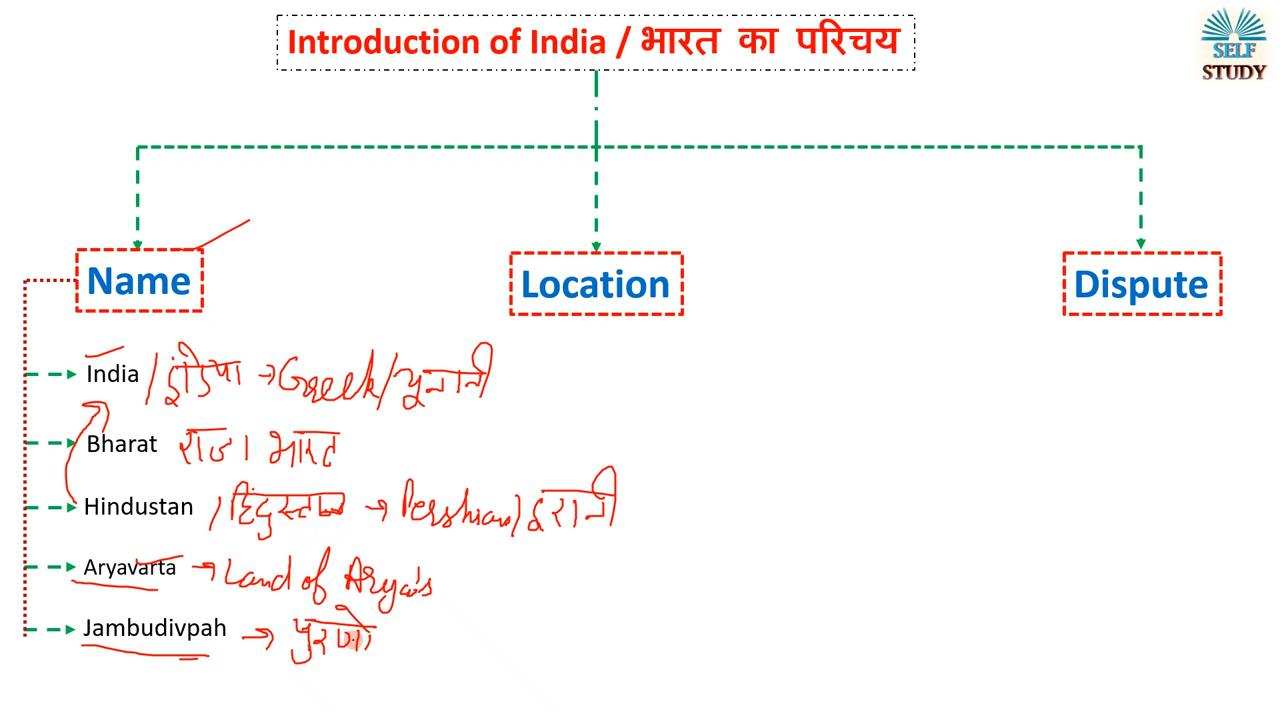 Introduction of India / भारत का परिचय
SELF
STUDY
Name
Location
Dispute
India / इंडिया → Greek/यूनानी
Bharat राजा भारत
Hindustan / हिंदुस्तान → Pershian/ईरानी
Aryavarta → Land of Arya's
Jambudivpah → पुराणो